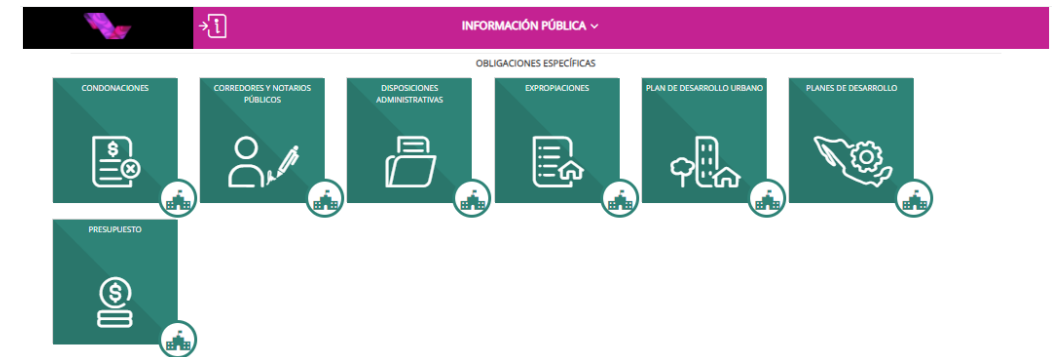 INFORMACIÓN PÚBLICA
OBLIGACIONES ESPECÍFICAS
CONDONACIONES
CORREDORES Y NOTARIOS
PÚBLICOS
DISPOSICIONES
ADMINISTRATIVAS
EXPROPIACIONES
PLAN DE DESARROLLO URBANO
PLANES DE DESARROLLO
PRESUPUESTO